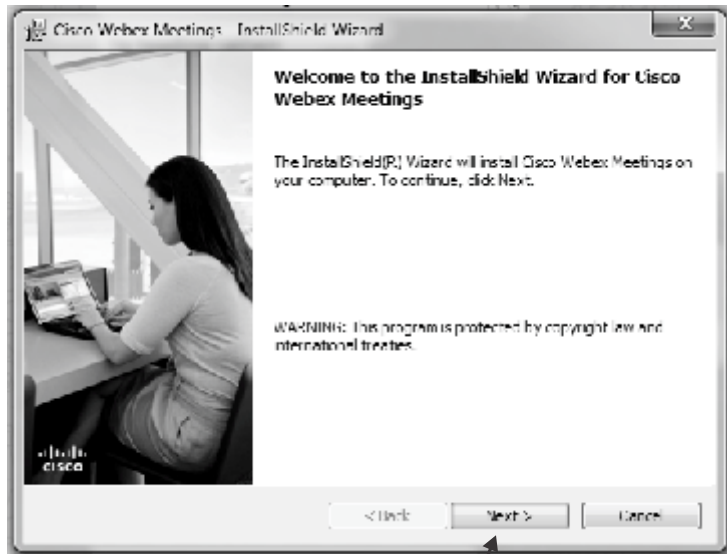 Cisco Webex Meetings - InstallShield Wizard
Welcome to the InstallShield Wizard for Cisco
Webex Meetings
The InstallShield(R) Wizard will install Cisco Webex Meetings on
your computer. To continue, click Next.
WARNING: This program is protected by copyright law and
international treaties.
cisco
< Back
Next >
Cancel